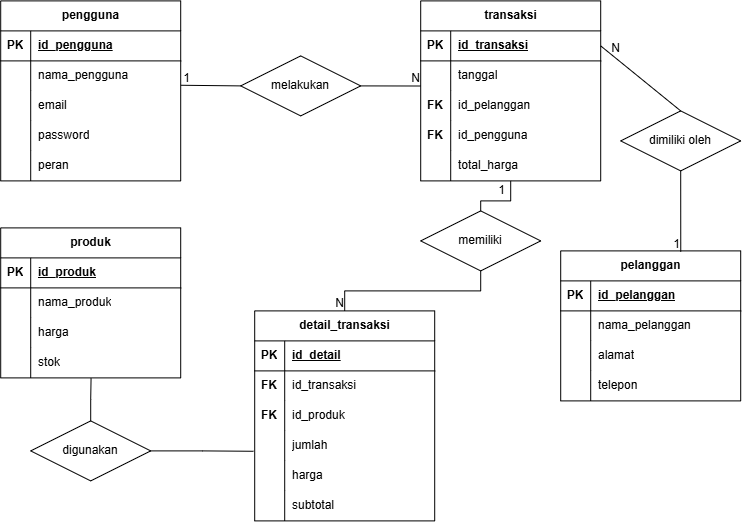 pengguna
PK id_pengguna
nama_pengguna
email
password
peran
1
melakukan
N
transaksi
PK id_transaksi
tanggal
FK id_pelanggan
FK id_pengguna
total_harga
N
dimiliki oleh
1
pelanggan
PK id_pelanggan
nama_pelanggan
alamat
telepon
1
memiliki
N
produk
PK id_produk
nama_produk
harga
stok
digunakan
detail_transaksi
PK id_detail
FK id_transaksi
FK id_produk
jumlah
harga
subtotal